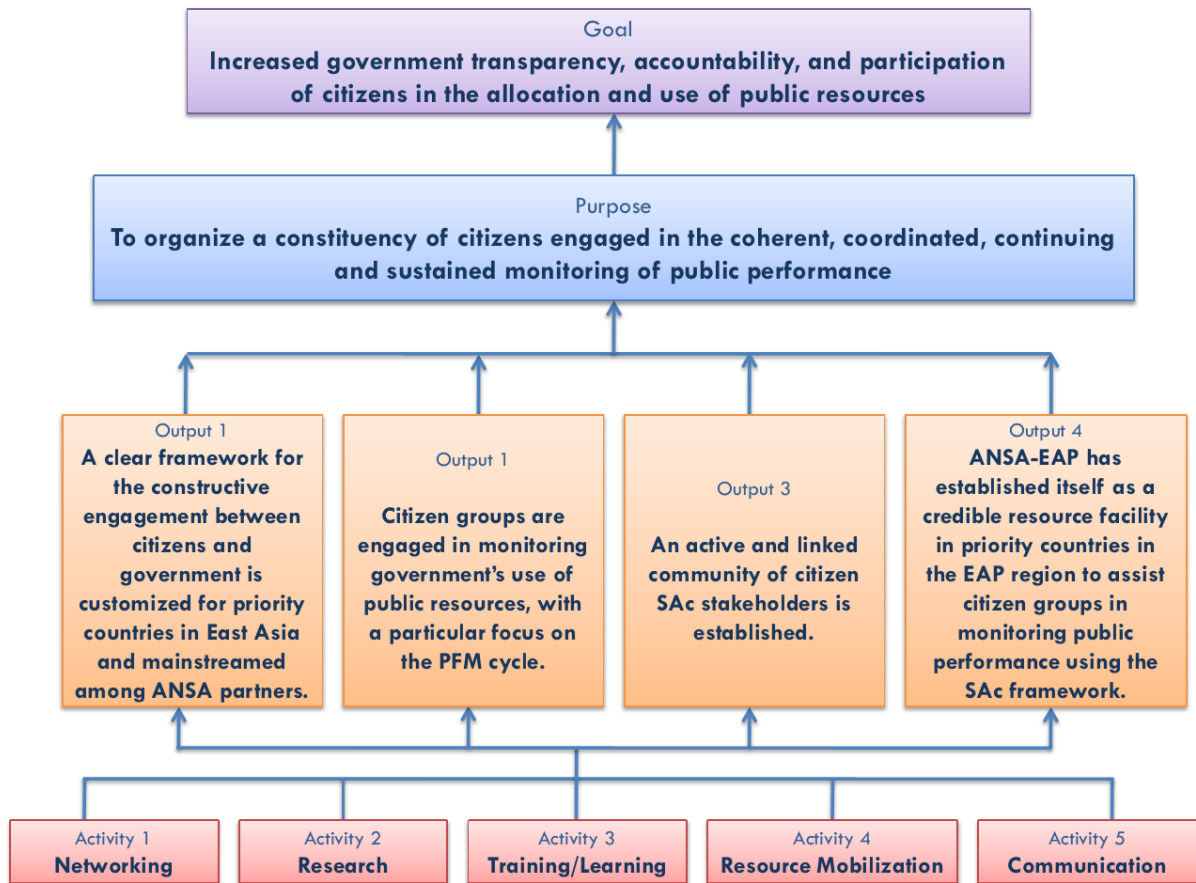 Goal
Increased government transparency, accountability, and participation
of citizens in the allocation and use of public resources
Purpose
To organize a constituency of citizens engaged in the coherent, coordinated, continuing
and sustained monitoring of public performance
Output 1
A clear framework for
the constructive
engagement between
citizens and
government is
customized for priority
countries in East Asia
and mainstreamed
among ANSA partners.
Output 1
Citizen groups are
engaged in monitoring
government’s use of
public resources, with
a particular focus on
the PFM cycle.
Output 3
An active and linked
community of citizen
SAc stakeholders is
established.
Output 4
ANSA-EAP has
established itself as a
credible resource facility
in priority countries in
the EAP region to assist
citizen groups in
monitoring public
performance using the
SAc framework.
Activity 1
Networking
Activity 2
Research
Activity 3
Training/Learning
Activity 4
Resource Mobilization
Activity 5
Communication